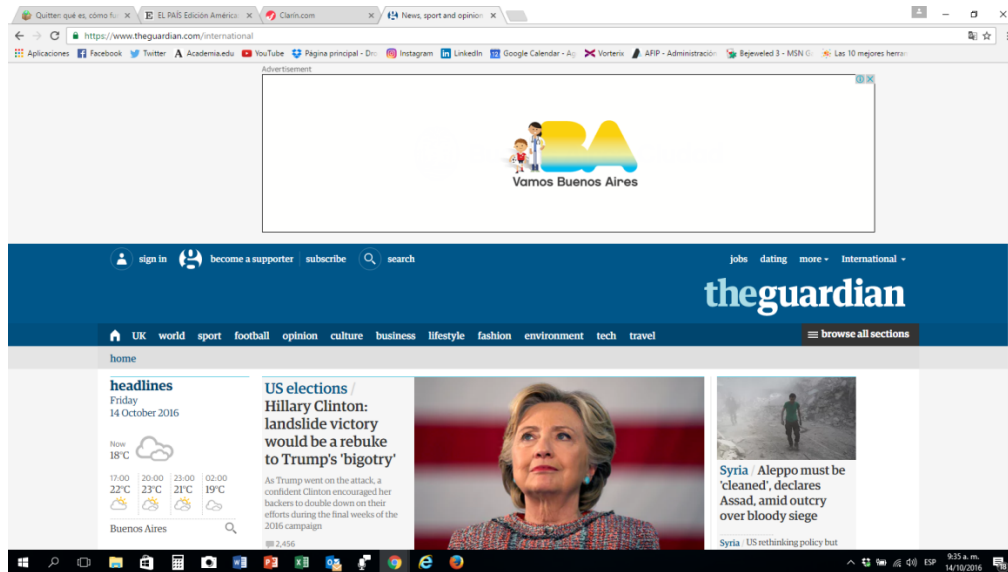 Quitter: qué es, cómo fu
EL PAÍS Edición América
Clarín.com
News, sport and opinion
https://www.theguardian.com/international
Aplicaciones Facebook Twitter Academia.edu YouTube Página principal - Dro Instagram LinkedIn Google Calendar - Ag Vorterix AFIP - Administración Bejeweled 3 - MSN G Las 10 mejores herran
Advertisement
BA
Vamos Buenos Aires
sign in become a supporter subscribe search jobs dating more International
theguardian
UK world sport football opinion culture business lifestyle fashion environment tech travel browse all sections
home
headlines
Friday
14 October 2016
Now
18°C
17:00 20:00 23:00 02:00
22°C 23°C 21°C 19°C
Buenos Aires
US elections /
Hillary Clinton:
landslide victory
would be a rebuke
to Trump's 'bigotry'
As Trump went on the attack, a
confident Clinton encouraged her
backers to double down on their
efforts during the final weeks of the
2016 campaign
2,456
Syria / Aleppo must be
'cleaned', declares
Assad, amid outcry
over bloody siege
Syria / US rethinking policy but
ESP
9:35 a. m.
14/10/2016